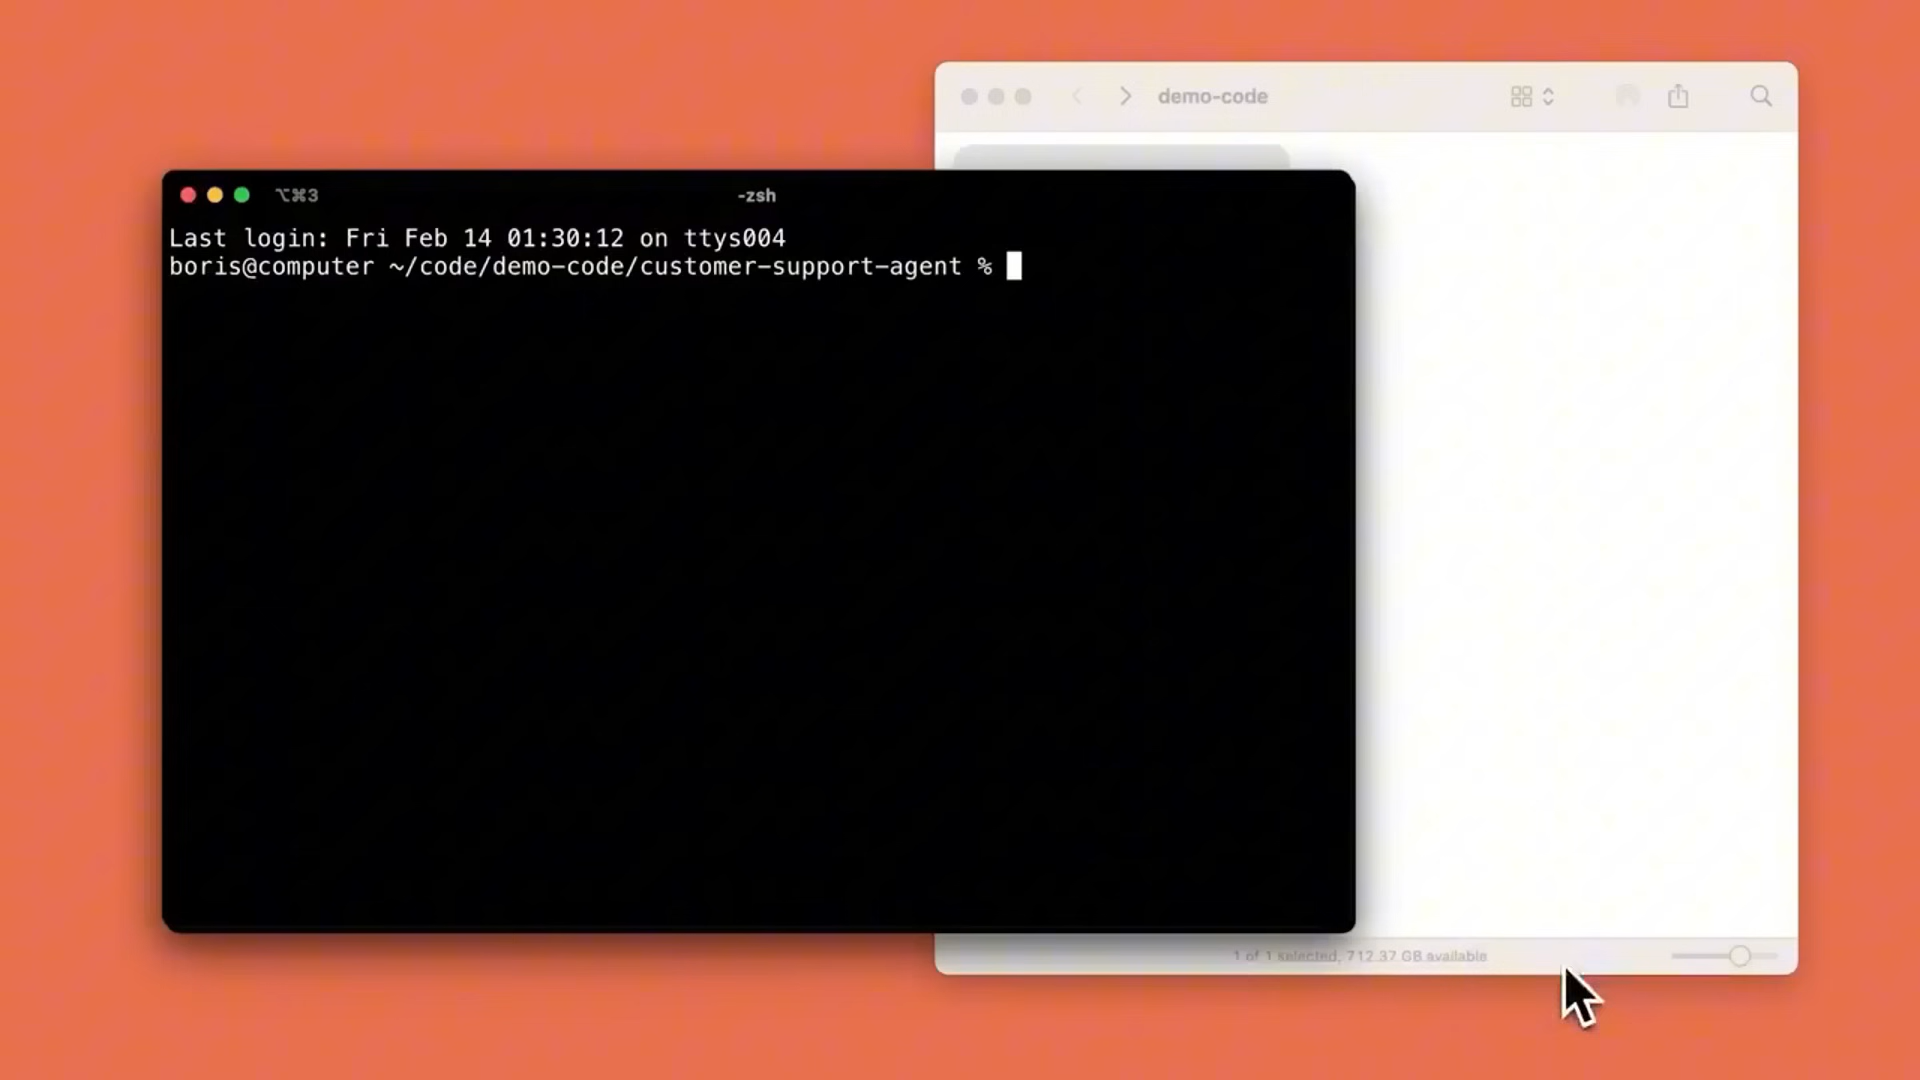 demo-code
⌥⌘3
-zsh
Last login: Fri Feb 14 01:30:12 on ttys004
boris@computer ~/code/demo-code/customer-support-agent %
1 of 1 selected, 712.37 GB available